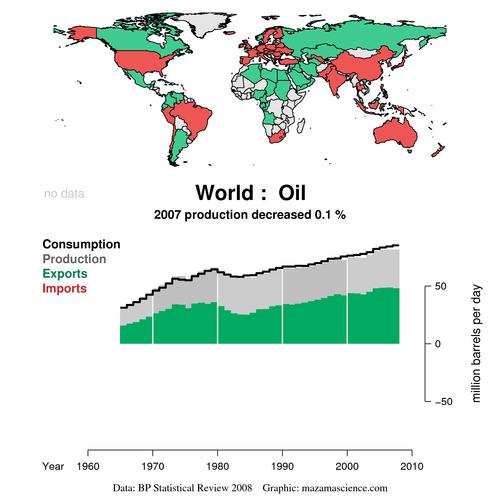 no data
World :  Oil
2007 production decreased 0.1 %
Consumption
Production
Exports
Imports
50
0
−50
million barrels per day
Year
1960
1970
1980
1990
2000
2010
Data: BP Statistical Review 2008    Graphic: mazamascience.com